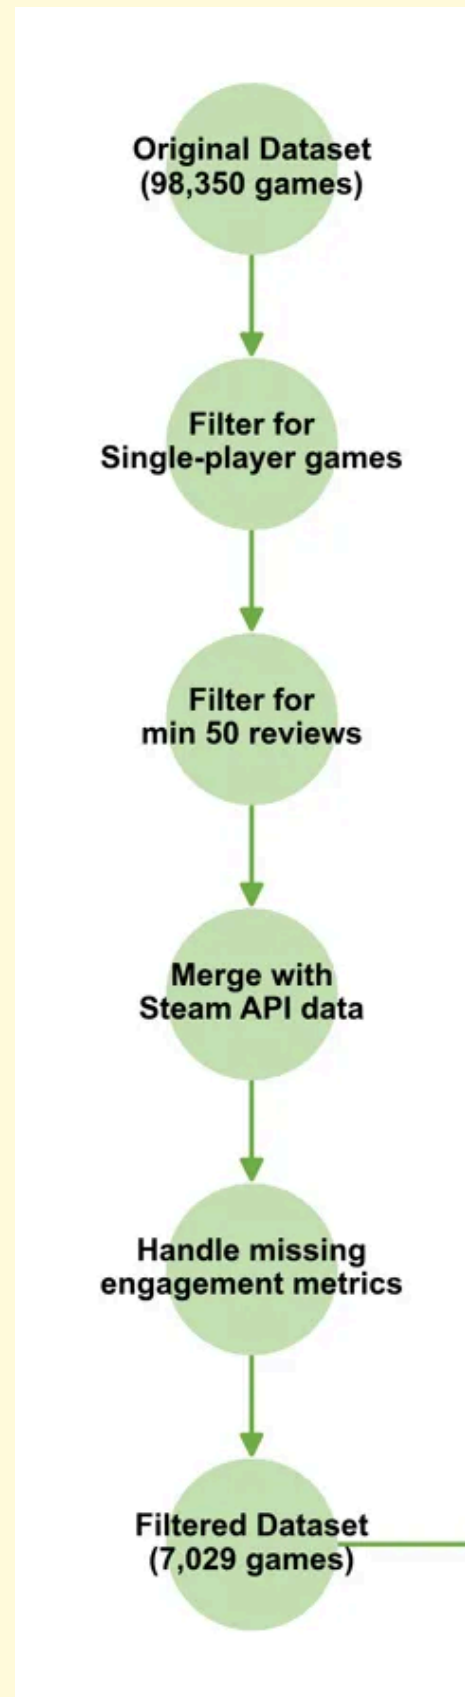 Original Dataset
(98,350 games)
Filter for
Single-player games
Filter for
min 50 reviews
Merge with
Steam API data
Handle missing
engagement metrics
Filtered Dataset
(7,029 games)